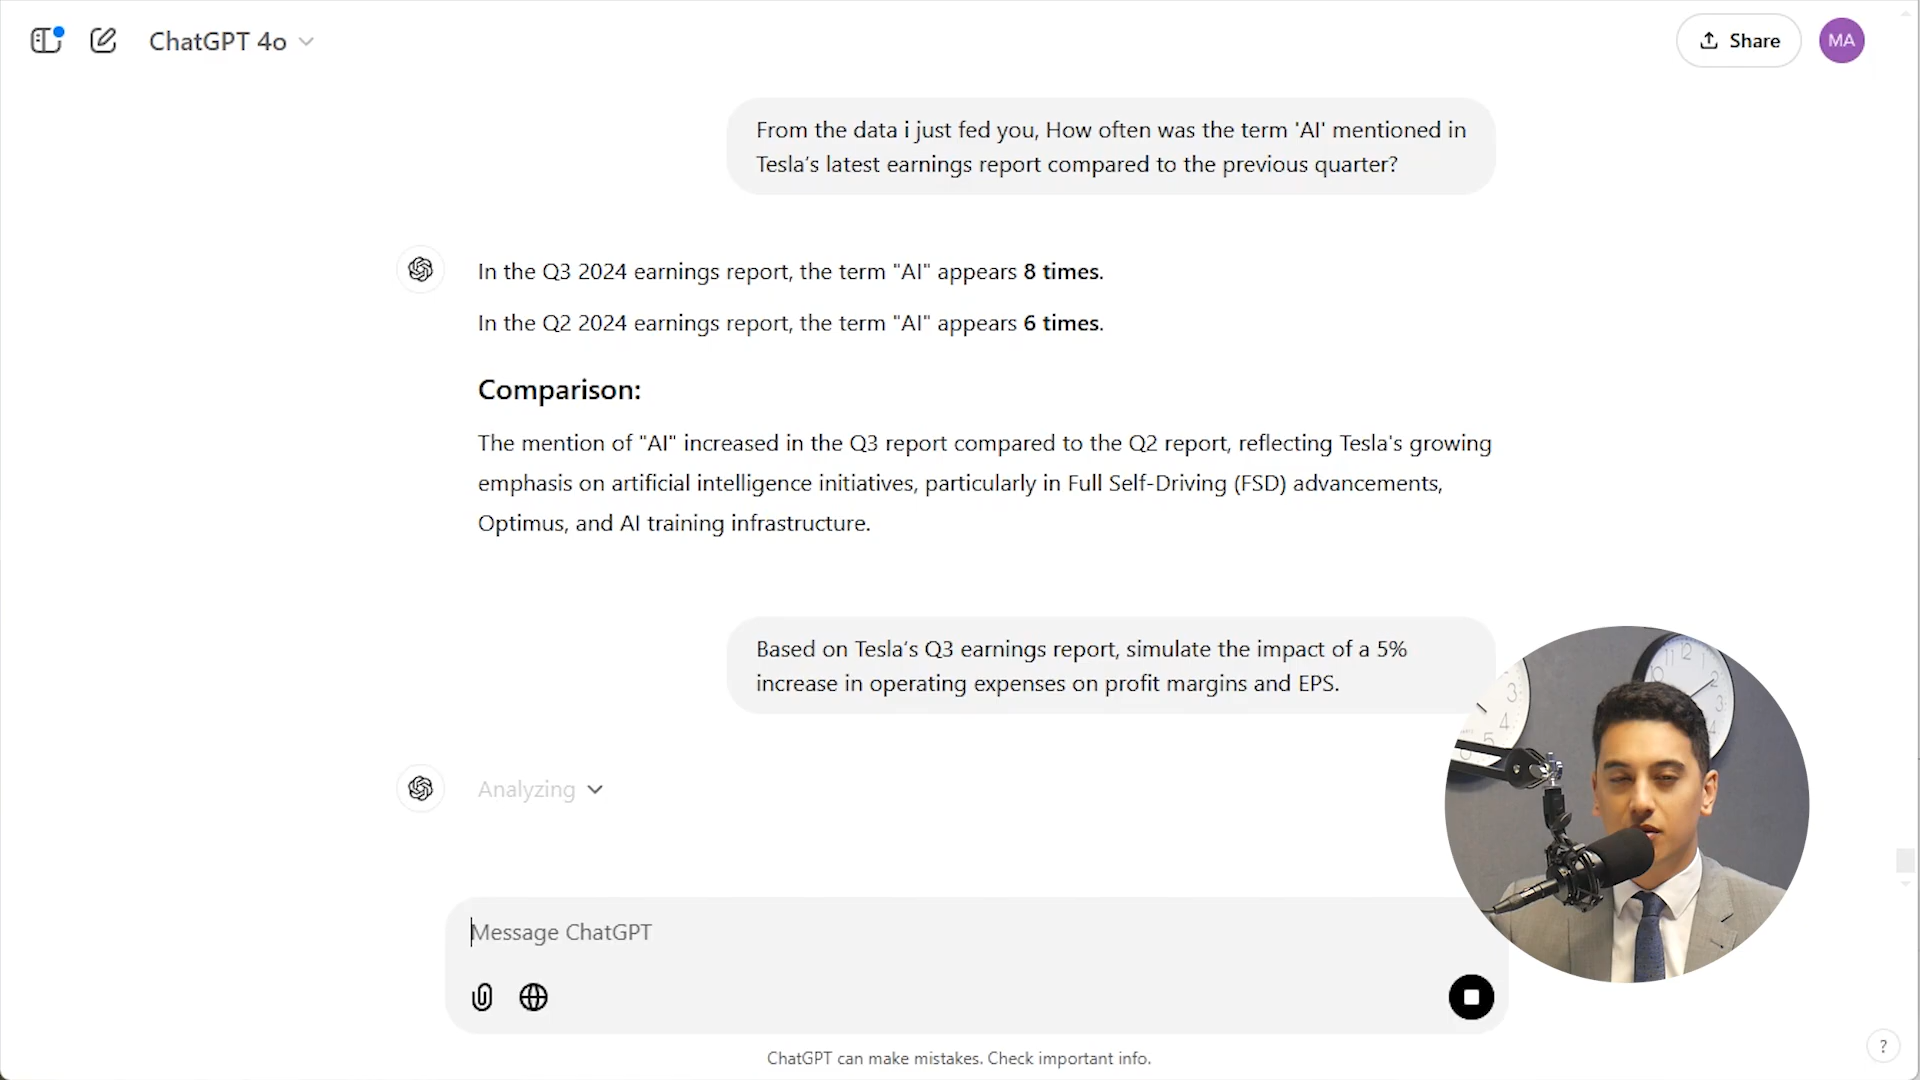 ChatGPT 4o
Share
MA
From the data i just fed you, How often was the term 'AI' mentioned in
Tesla's latest earnings report compared to the previous quarter?
In the Q3 2024 earnings report, the term "AI" appears 8 times.
In the Q2 2024 earnings report, the term "AI" appears 6 times.
Comparison:
The mention of "AI" increased in the Q3 report compared to the Q2 report, reflecting Tesla's growing
emphasis on artificial intelligence initiatives, particularly in Full Self-Driving (FSD) advancements,
Optimus, and AI training infrastructure.
Based on Tesla's Q3 earnings report, simulate the impact of a 5%
increase in operating expenses on profit margins and EPS.
Analyzing
Message ChatGPT
ChatGPT can make mistakes. Check important info.
?